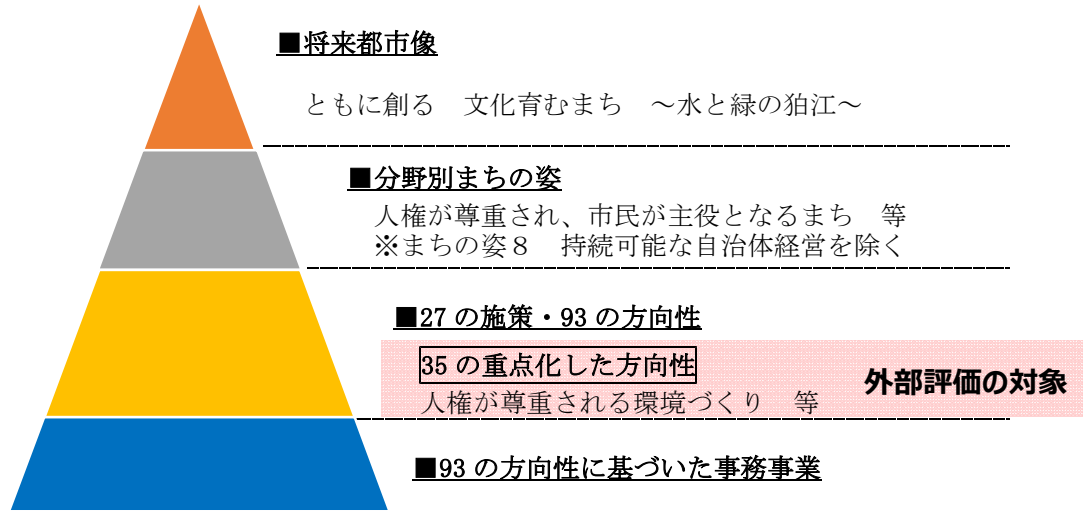 ■将来都市像
ともに創る　文化育むまち　～水と緑の狛江～
■分野別まちの姿
人権が尊重され、市民が主役となるまち　等
※まちの姿８　持続可能な自治体経営を除く
■27 の施策・93 の方向性
35 の重点化した方向性
人権が尊重される環境づくり　等
外部評価の対象
■93 の方向性に基づいた事務事業